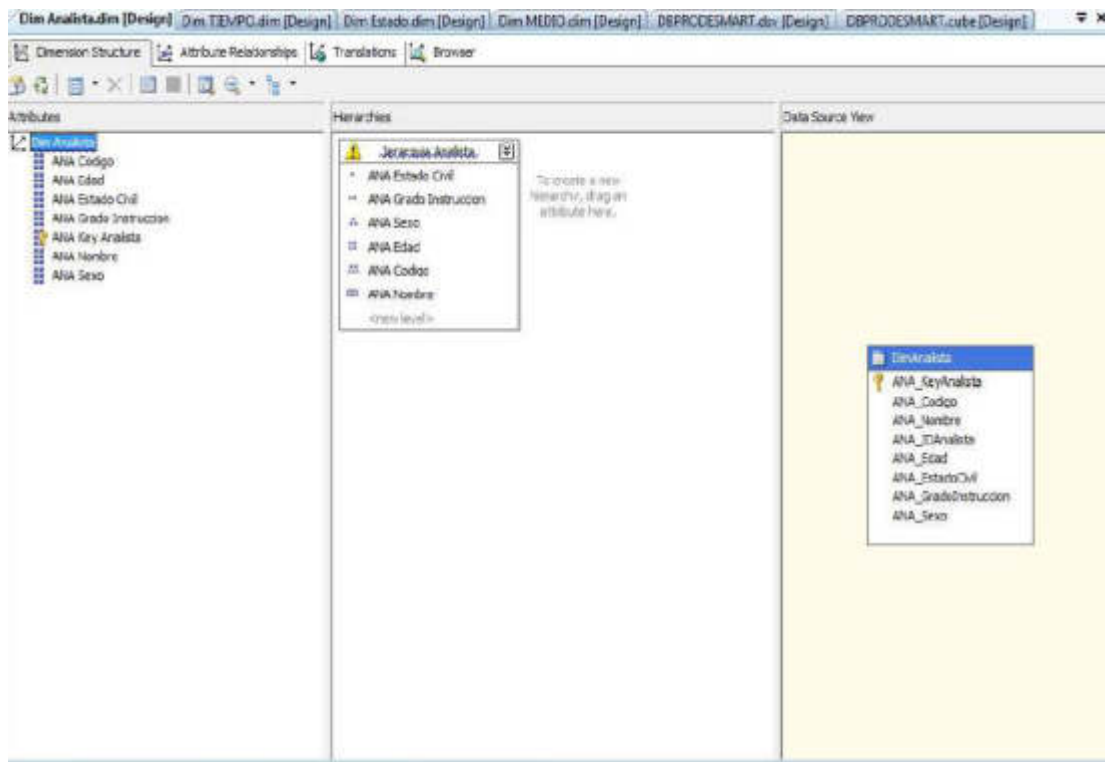 Dim Analista.dim [Design] Dim TIEMPO.dim [Design] Dim Estado.dim [Design] Dim MEDIO.dim [Design] DBPRODESMART.dsv [Design] DBPRODESMART.cube [Design]
Dimension Structure Attribute Relationships Translations Browser
Attributes
Dim Analista
ANA Codigo
ANA Edad
ANA Estado Civil
ANA Grado Instruccion
ANA Key Analista
ANA Nombre
ANA Sexo
Hierarchies
Jerarquia Analista
ANA Estado Civil
ANA Grado Instruccion
ANA Sexo
ANA Edad
ANA Codigo
ANA Nombre
<new level>
To create a new
hierarchy, drag an
attribute here.
Data Source View
DimAnalista
ANA_KeyAnalista
ANA_Codigo
ANA_Nombre
ANA_IDAnalista
ANA_Edad
ANA_EstadoCivil
ANA_GradoInstruccion
ANA_Sexo